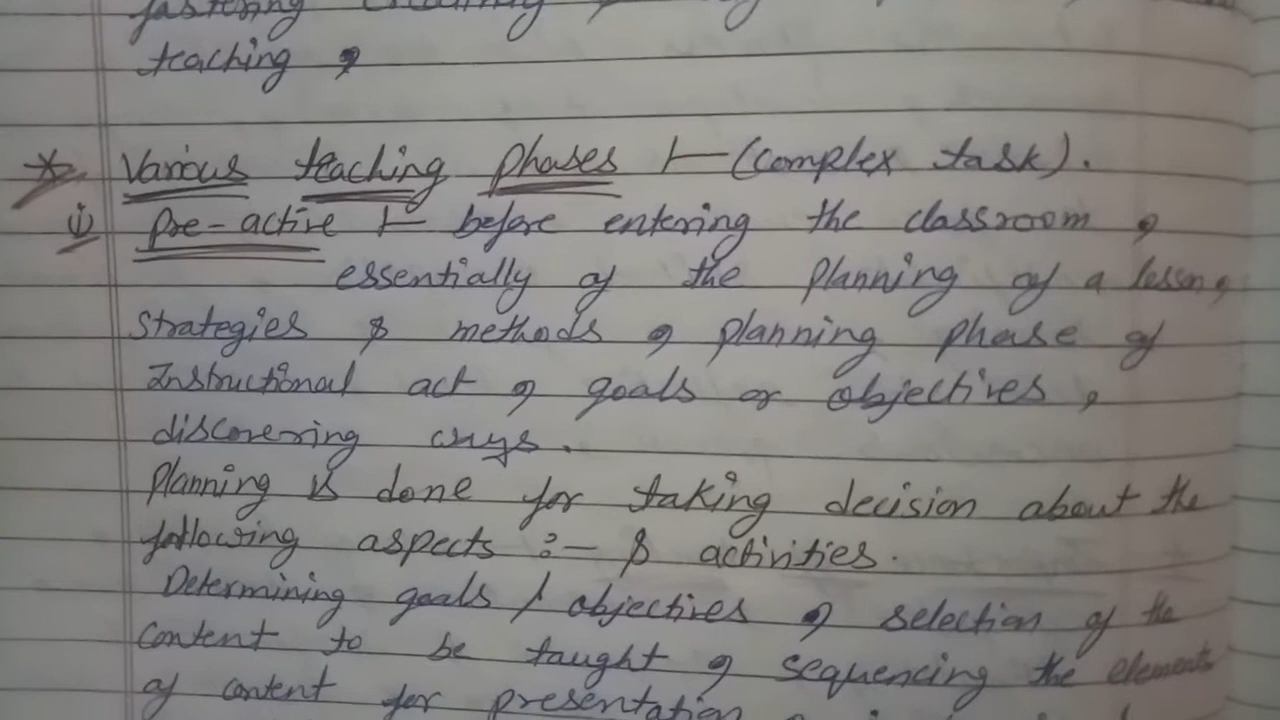 teaching ,
* Various teaching phases :- (complex task).
i) Pre-active :- before entering the classroom ,
essentially of the planning of a lesson,
strategies & methods , planning phase of
Instructional act , goals or objectives ,
discovering ways.
Planning is done for taking decision about the
following aspects :- & activities.
Determining goals / objectives , selection of the
content to be taught , sequencing the elements
of content for presentation